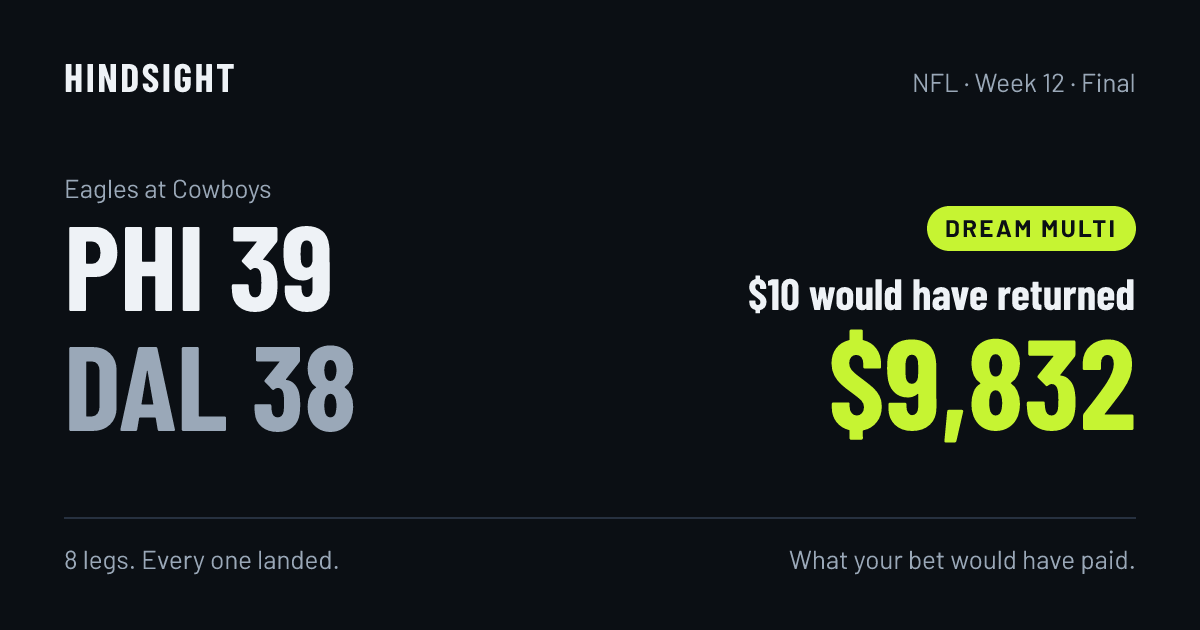 HINDSIGHT
NFL · Week 12 · Final
Eagles at Cowboys
PHI 39
DAL 38
DREAM MULTI
$10 would have returned
$9,832
8 legs. Every one landed.
What your bet would have paid.